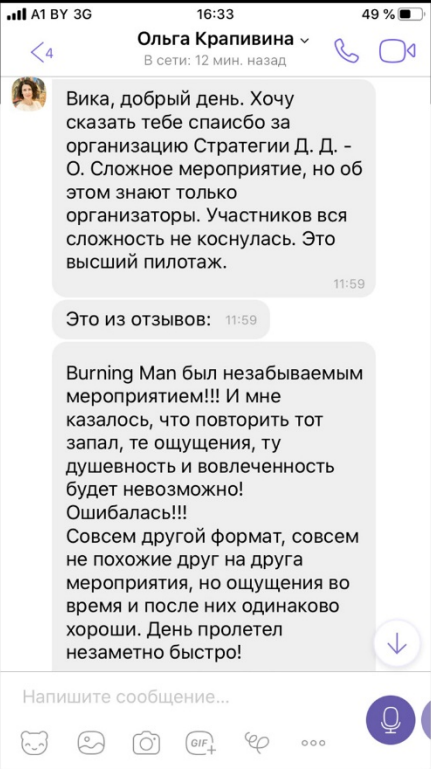 A1 BY 3G
16:33
49 %
4
Ольга Крапивина
В сети: 12 мин. назад
Вика, добрый день. Хочу
сказать тебе спаисбо за
организацию Стратегии Д. Д. -
О. Сложное мероприятие, но об
этом знают только
организаторы. Участников вся
сложность не коснулась. Это
высший пилотаж.
11:59
Это из отзывов: 11:59
Burning Man был незабываемым
мероприятием!!! И мне
казалось, что повторить тот
запал, те ощущения, ту
душевность и вовлеченность
будет невозможно!
Ошибалась!!!
Совсем другой формат, совсем
не похожие друг на друга
мероприятия, но ощущения во
время и после них одинаково
хороши. День пролетел
незаметно быстро!
Напишите сообщение...
GIF